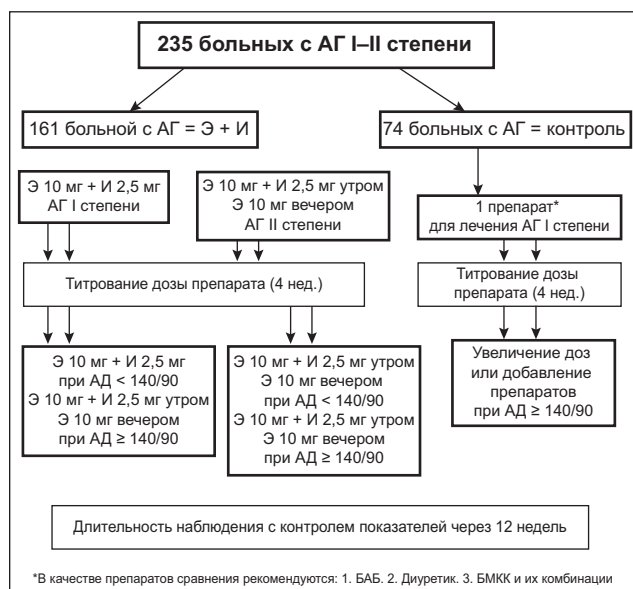 235 больных с АГ I–II степени
161 больной с АГ = Э + И
74 больных с АГ = контроль
Э 10 мг + И 2,5 мг
АГ I степени
Э 10 мг + И 2,5 мг утром
Э 10 мг вечером
АГ II степени
1 препарат*
для лечения АГ I степени
Титрование дозы препарата (4 нед.)
Титрование дозы
препарата (4 нед.)
Э 10 мг + И 2,5 мг
при АД < 140/90
Э 10 мг + И 2,5 мг утром
Э 10 мг вечером
при АД ≥ 140/90
Э 10 мг + И 2,5 мг утром
Э 10 мг вечером
при АД < 140/90
Э 10 мг + И 2,5 мг утром
Э 10 мг вечером
при АД ≥ 140/90
Увеличение доз
или добавление
препаратов
при АД ≥ 140/90
Длительность наблюдения с контролем показателей через 12 недель
*В качестве препаратов сравнения рекомендуются: 1. БАБ. 2. Диуретик. 3. БМКК и их комбинации